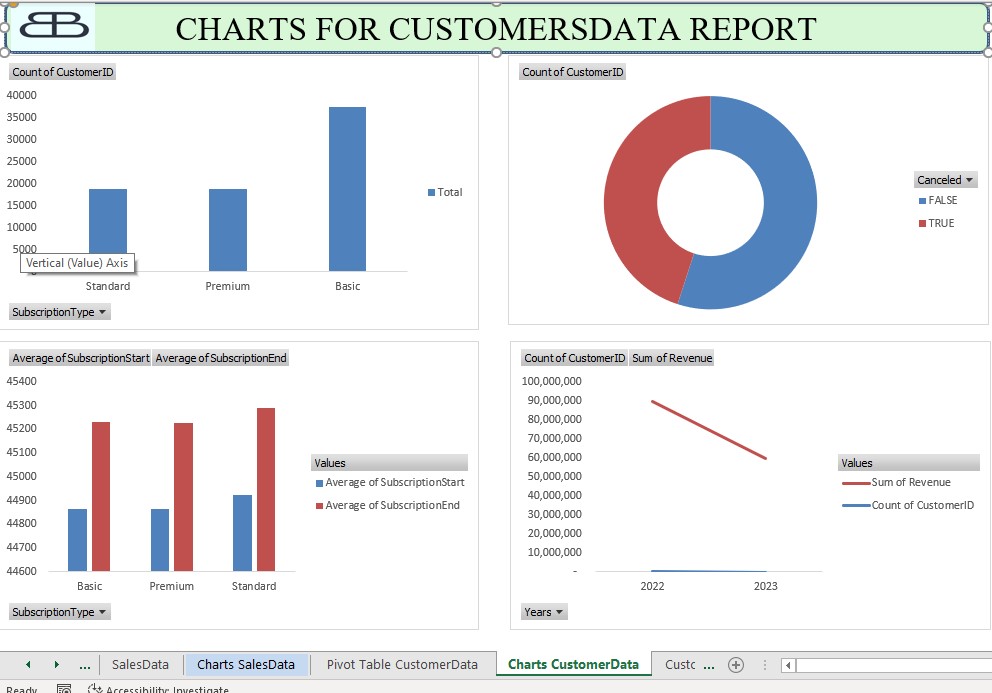 CHARTS FOR CUSTOMERSDATA REPORT
Count of CustomerID
40000
35000
30000
25000
20000
15000
10000
5000
Vertical (Value) Axis
Standard Premium Basic
Total
SubscriptionType
Count of CustomerID
Canceled
FALSE
TRUE
Average of SubscriptionStart Average of SubscriptionEnd
45400
45300
45200
45100
45000
44900
44800
44700
44600
Basic Premium Standard
Values
Average of SubscriptionStart
Average of SubscriptionEnd
SubscriptionType
Count of CustomerID Sum of Revenue
100,000,000
90,000,000
80,000,000
70,000,000
60,000,000
50,000,000
40,000,000
30,000,000
20,000,000
10,000,000
-
2022 2023
Values
Sum of Revenue
Count of CustomerID
Years
... SalesData Charts SalesData Pivot Table CustomerData Charts CustomerData Custc ...
Ready Accessibility: Investigate